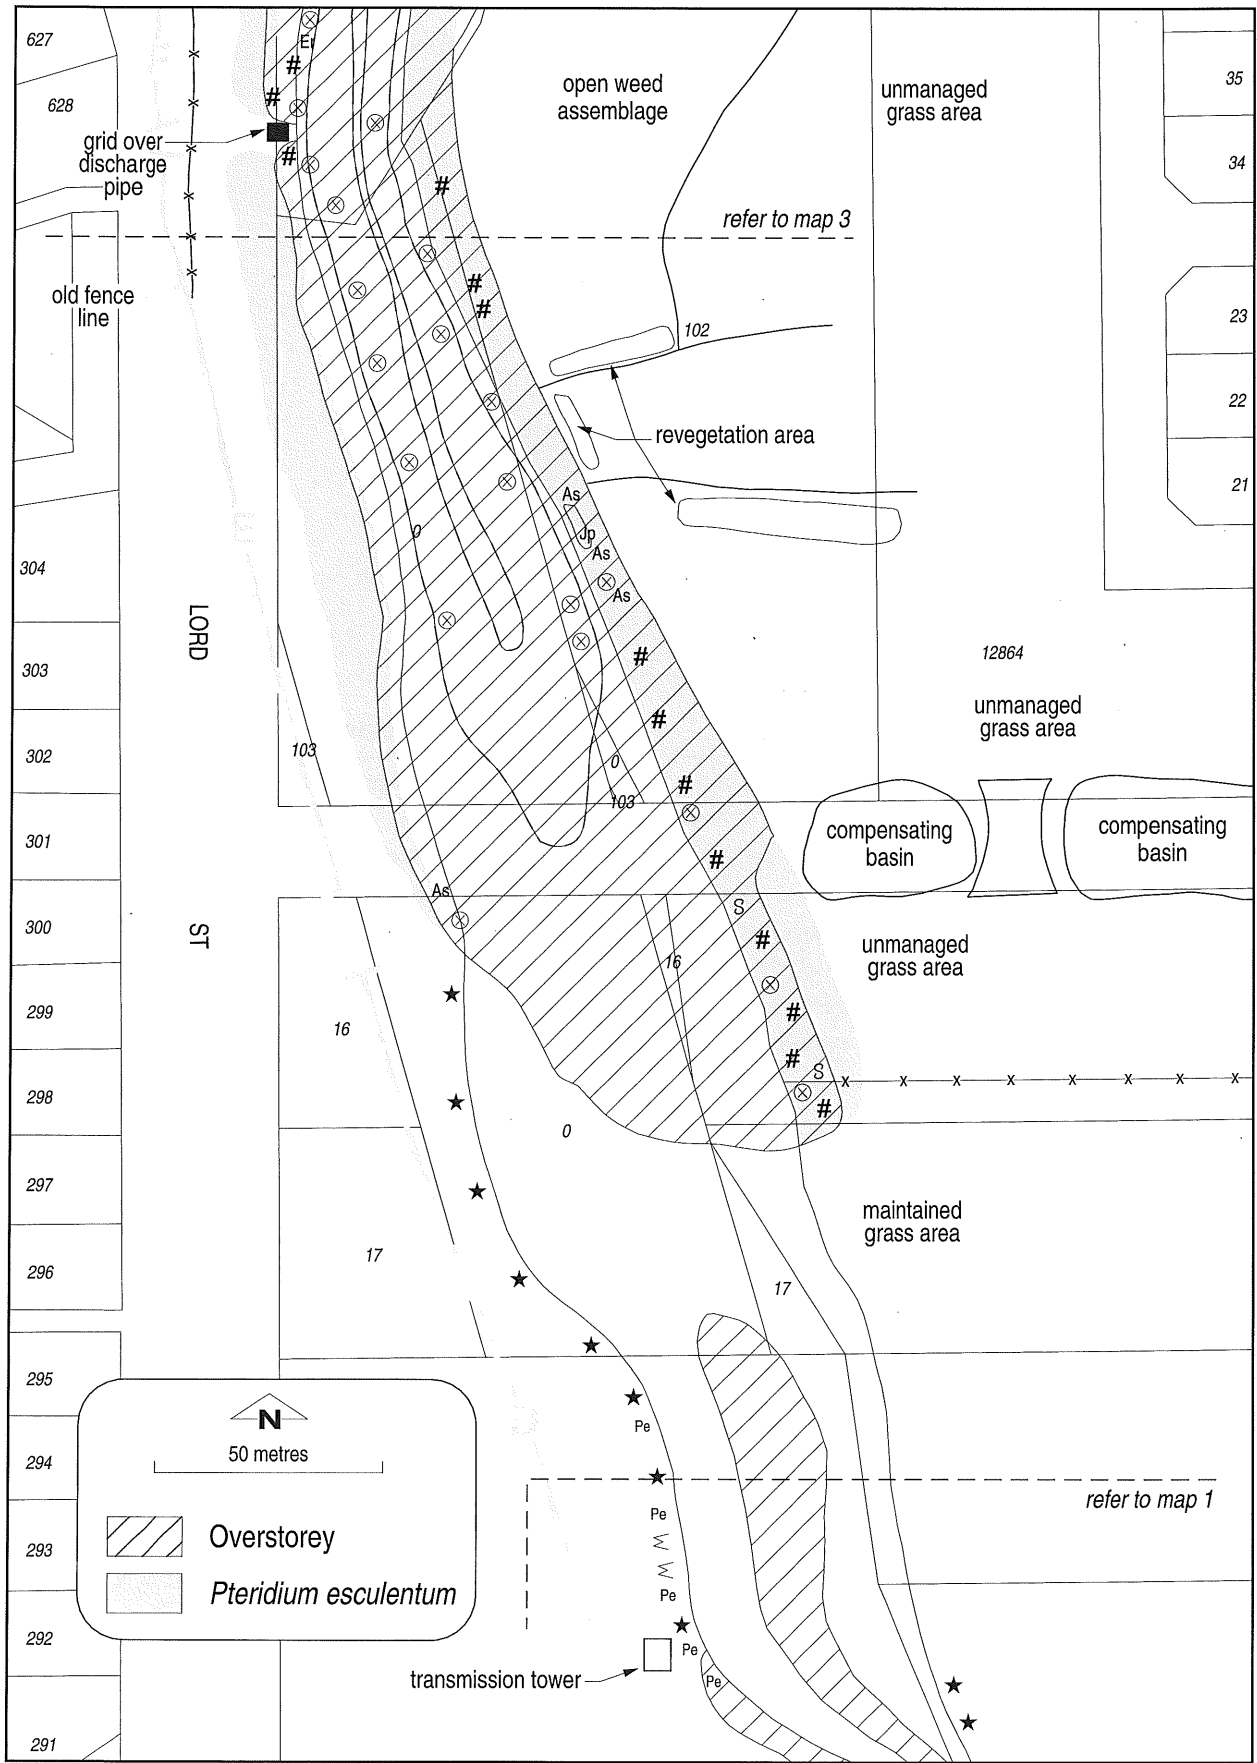 627
Er
#
35
open weed
assemblage
unmanaged
grass area
628
#
grid over
discharge
pipe
#
34
#
refer to map 3
old fence
line
#
#
23
102
22
revegetation area
21
As
0
Jp
As
304
As
LORD
ST
303
#
12864
#
unmanaged
grass area
302
103
0
#
103
301
compensating
basin
compensating
basin
#
As
S
300
#
unmanaged
grass area
16
299
16
#
#
S
298
#
0
297
maintained
grass area
17
296
17
295
N
Pe
50 metres
294
refer to map 1
Pe
Overstorey
293
W
W
Pteridium esculentum
Pe
292
Pe
transmission tower
Pe
291